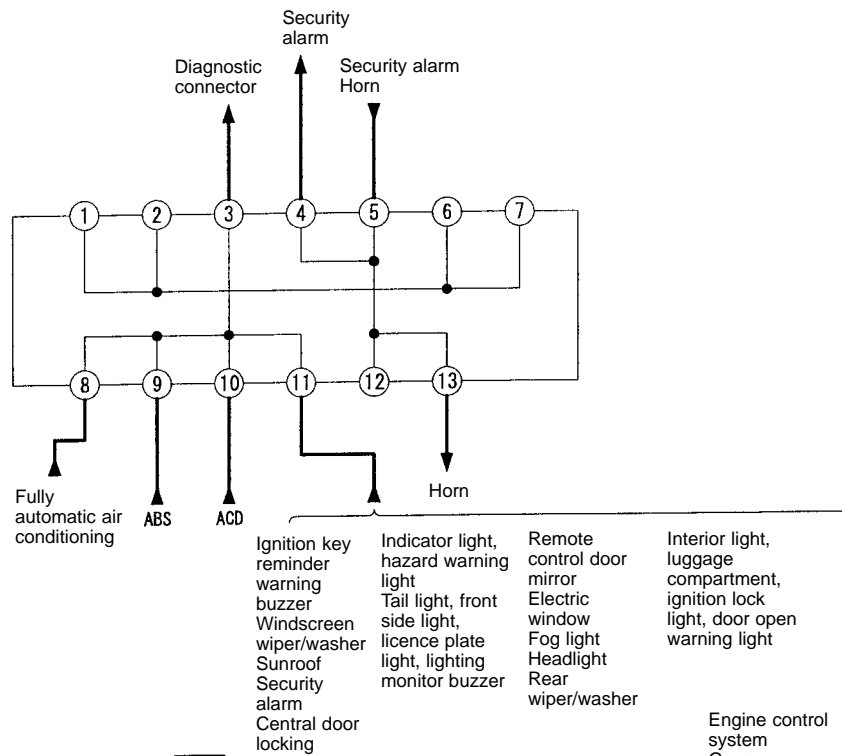 Security
alarm
Diagnostic
connector
Security alarm
Horn
1 2 3 4 5 6 7
8 9 10 11 12 13
Fully
automatic air
conditioning
ABS
ACD
Horn
Ignition key
reminder
warning
buzzer
Windscreen
wiper/washer
Sunroof
Security
alarm
Central door
locking
Indicator light,
hazard warning
light
Tail light, front
side light,
licence plate
light, lighting
monitor buzzer
Remote
control door
mirror
Electric
window
Fog light
Headlight
Rear
wiper/washer
Interior light,
luggage
compartment,
ignition lock
light, door open
warning light
Engine control
system